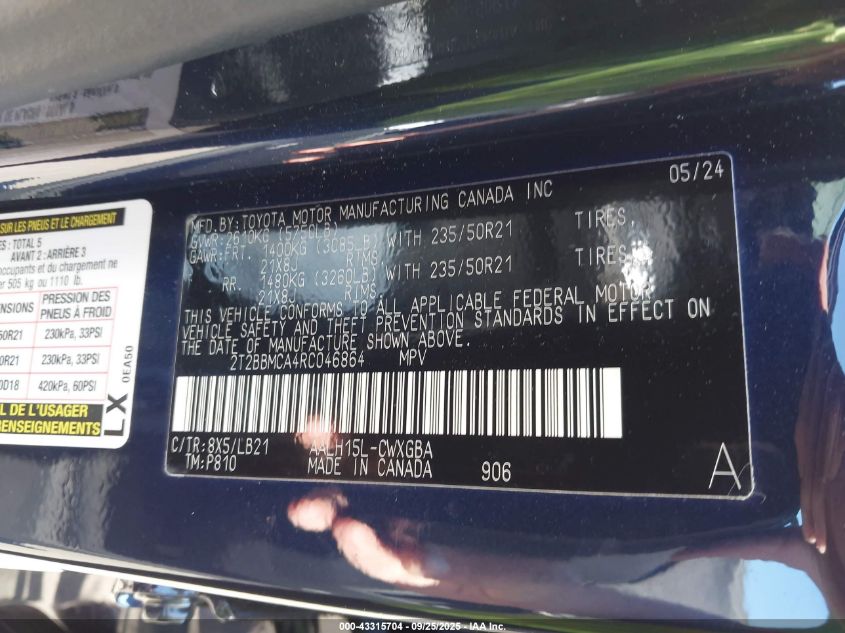 SUR LES PNEUS ET LE CHARGEMENT
: TOTAL 5
AVANT 2 : ARRIÈRE 3
occupants et du chargement ne
er 505 kg ou 1110 lb.
PRESSION DES
PNEUS À FROID
50R21 230kPa, 33PSI
0R21 230kPa, 33PSI
0D18 420kPa, 60PSI
L DE L'USAGER
RENSEIGNEMENTS
LX
0EA50
MFD.BY:TOYOTA MOTOR MANUFACTURING CANADA INC 05/24
GVWR:2610KG (5750LB)
GAWR:FRT. 1400KG (3085LB) WITH 235/50R21 TIRES,
21X8J RIMS
RR. 1480KG (3260LB) WITH 235/50R21 TIRES,
21X8J RIMS
THIS VEHICLE CONFORMS TO ALL APPLICABLE FEDERAL MOTOR
VEHICLE SAFETY AND THEFT PREVENTION STANDARDS IN EFFECT ON
THE DATE OF MANUFACTURE SHOWN ABOVE.
2T2BBMCA4RC046864 MPV
C/TR:8X5/LB21 AALH15L-CWXGBA
TM:P810 MADE IN CANADA 906
A
000-43315704 - 09/25/2025 - IAA Inc.